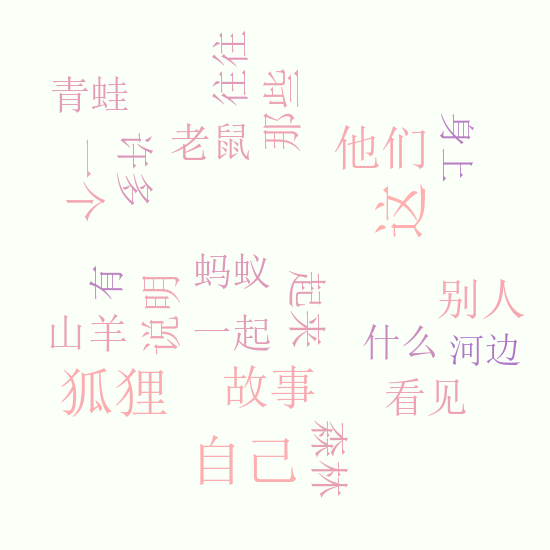 往往
那些
青蛙
老鼠
许多
一个
他们
身上
这
有
说明
蚂蚁
起来
别人
山羊
一起
什么
河边
狐狸
故事
看见
自己
森林